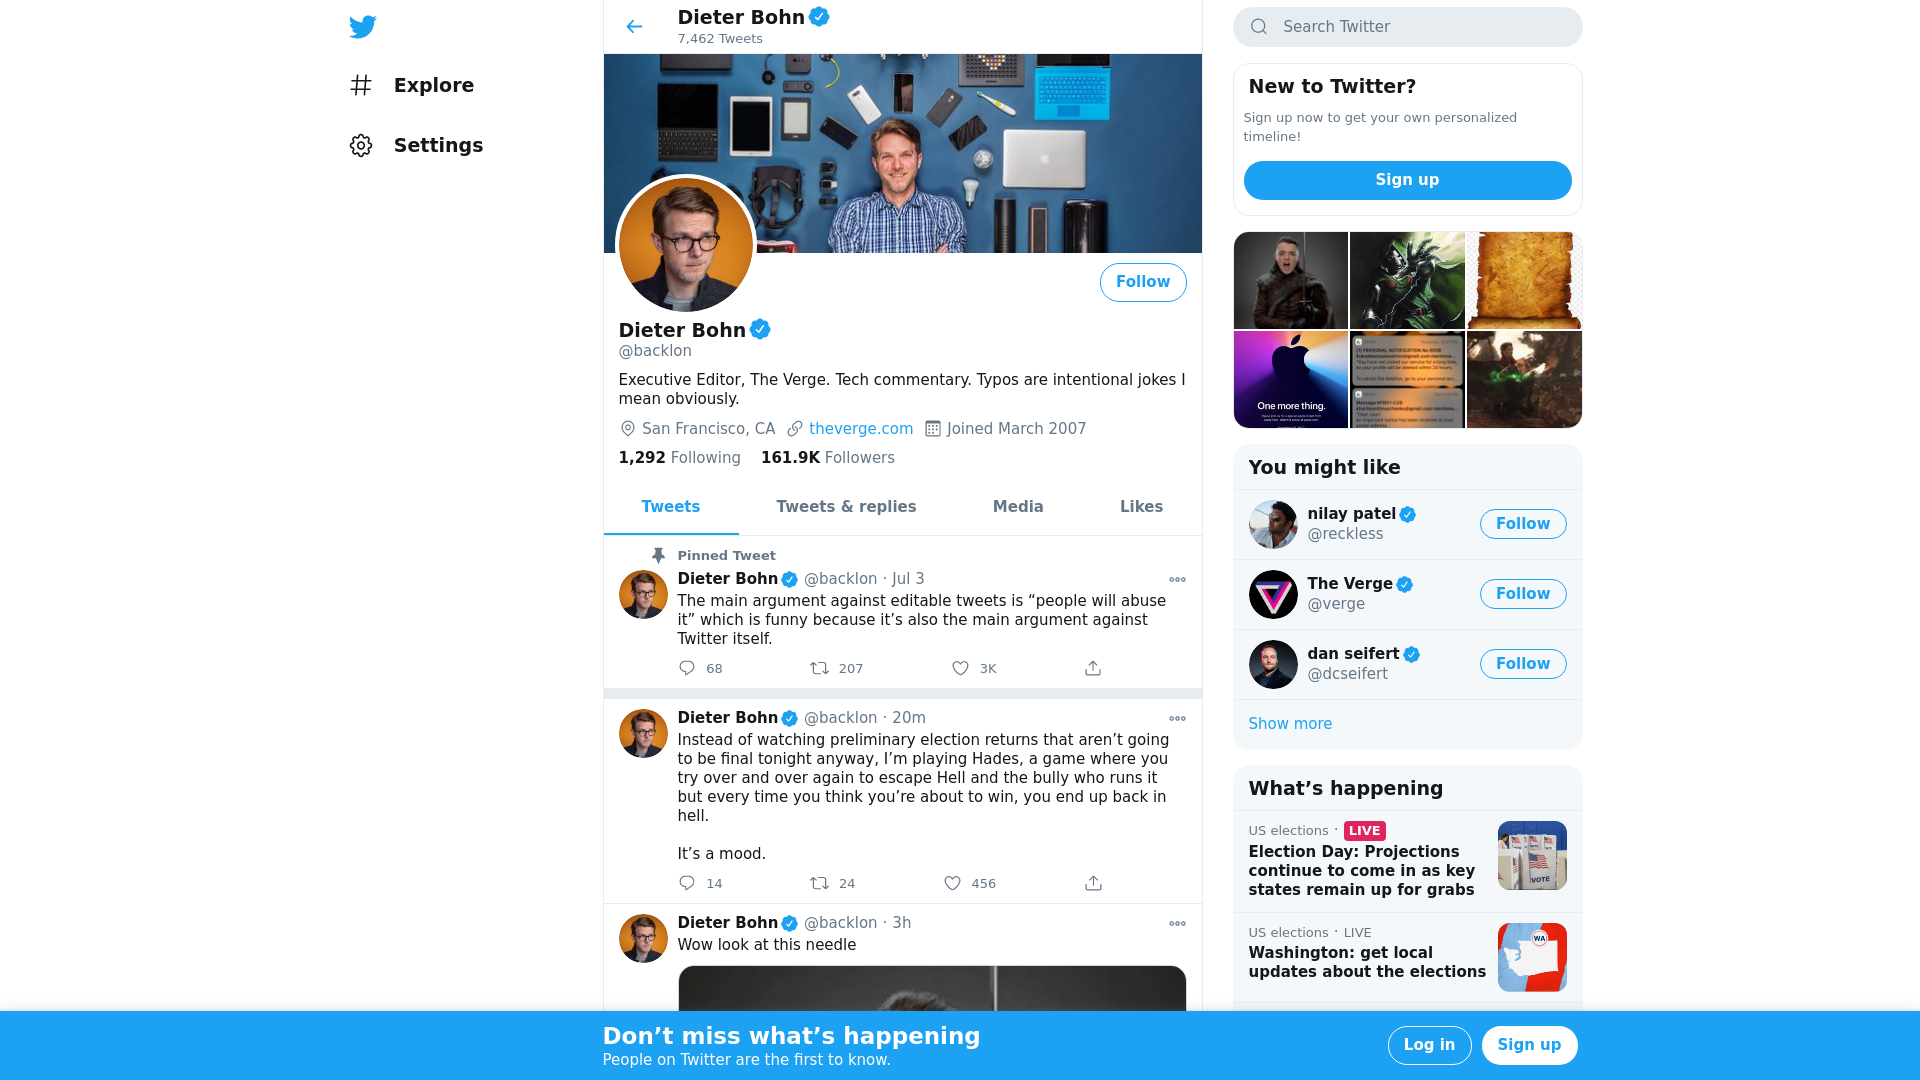 Explore
Settings
Dieter Bohn
7,462 Tweets
Follow
Dieter Bohn
@backlon
Executive Editor, The Verge. Tech commentary. Typos are intentional jokes I
mean obviously.
San Francisco, CA theverge.com Joined March 2007
1,292 Following 161.9K Followers
Tweets Tweets & replies Media Likes
Pinned Tweet
Dieter Bohn @backlon · Jul 3
The main argument against editable tweets is “people will abuse
it” which is funny because it’s also the main argument against
Twitter itself.
68 207 3K
Dieter Bohn @backlon · 20m
Instead of watching preliminary election returns that aren’t going
to be final tonight anyway, I’m playing Hades, a game where you
try over and over again to escape Hell and the bully who runs it
but every time you think you’re about to win, you end up back in
hell.
It’s a mood.
14 24 456
Dieter Bohn @backlon · 3h
Wow look at this needle
Search Twitter
New to Twitter?
Sign up now to get your own personalized
timeline!
Sign up
One more thing.
You might like
nilay patel
@reckless
Follow
The Verge
@verge
Follow
dan seifert
@dcseifert
Follow
Show more
What’s happening
US elections · LIVE
Election Day: Projections
continue to come in as key
states remain up for grabs
VOTE
US elections · LIVE
Washington: get local
updates about the elections
WA
Don’t miss what’s happening
People on Twitter are the first to know.
Log in
Sign up